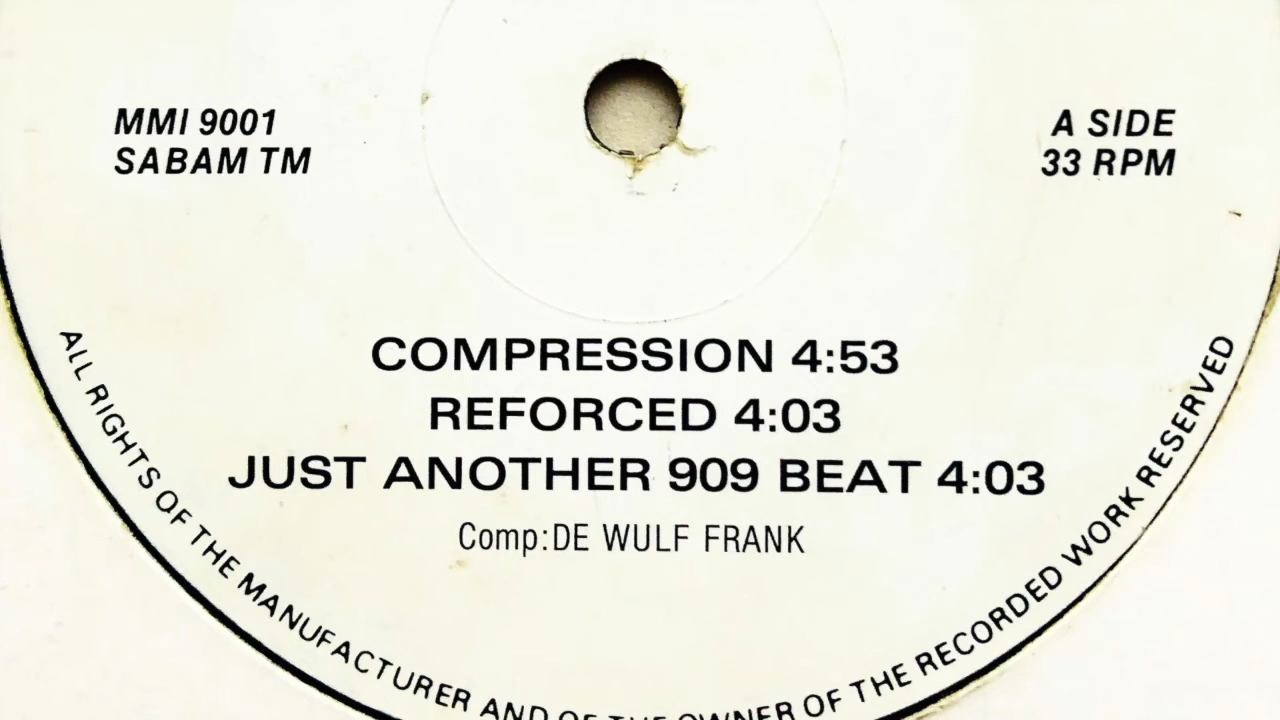 MMI 9001
SABAM TM
A SIDE
33 RPM
COMPRESSION 4:53
REFORCED 4:03
JUST ANOTHER 909 BEAT 4:03
Comp:DE WULF FRANK
ALL RIGHTS OF THE MANUFACTURER AND OF THE OWNER OF THE RECORDED WORK RESERVED